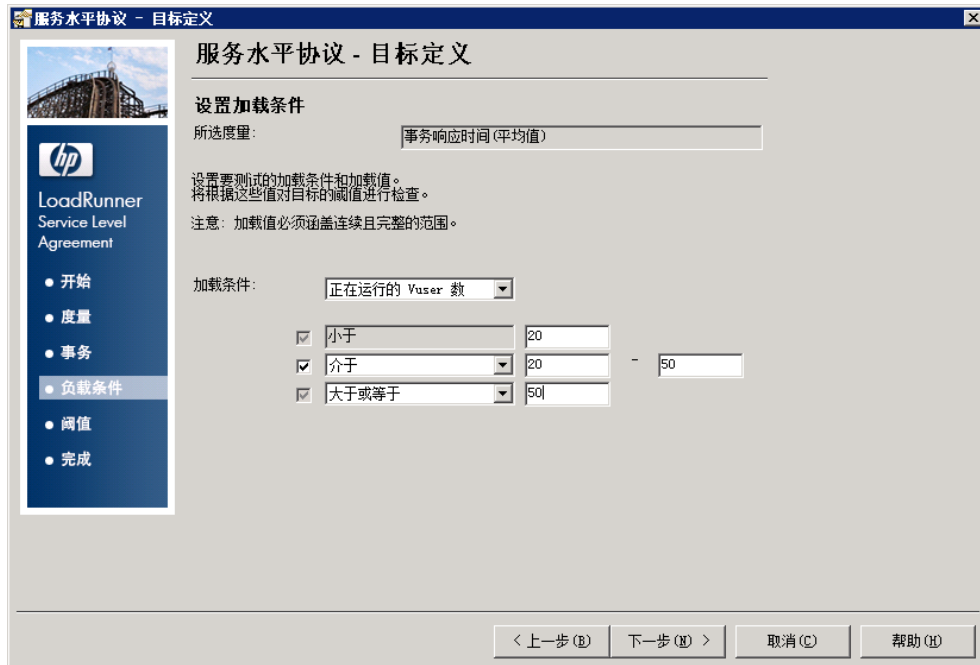 服务水平协议 - 目标定义
服务水平协议 - 目标定义
设置加载条件
所选度量:
事务响应时间(平均值)
设置要测试的加载条件和加载值。
将根据这些值对目标的阈值进行检查。
注意: 加载值必须涵盖连续且完整的范围。
hp
LoadRunner
Service Level
Agreement
开始
度量
事务
负载条件
阈值
完成
加载条件:
正在运行的 Vuser 数
小于 20
介于 20 - 50
大于或等于 50
< 上一步(B) 下一步(N) > 取消(C) 帮助(H)